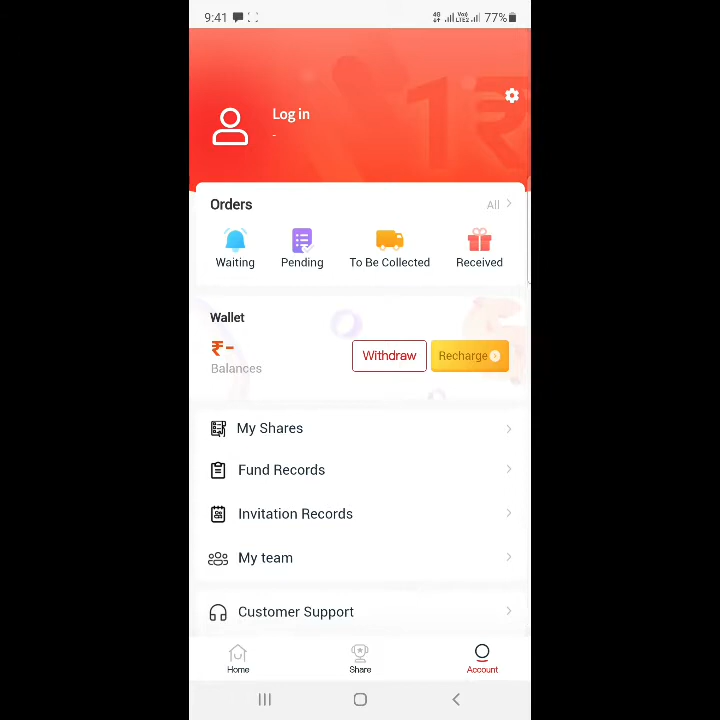 9:41 77%
1₹
Log in
-
Orders All
Waiting Pending To Be Collected Received
Wallet
₹-
Withdraw Recharge
Balances
My Shares
Fund Records
Invitation Records
My team
Customer Support
Home Share Account